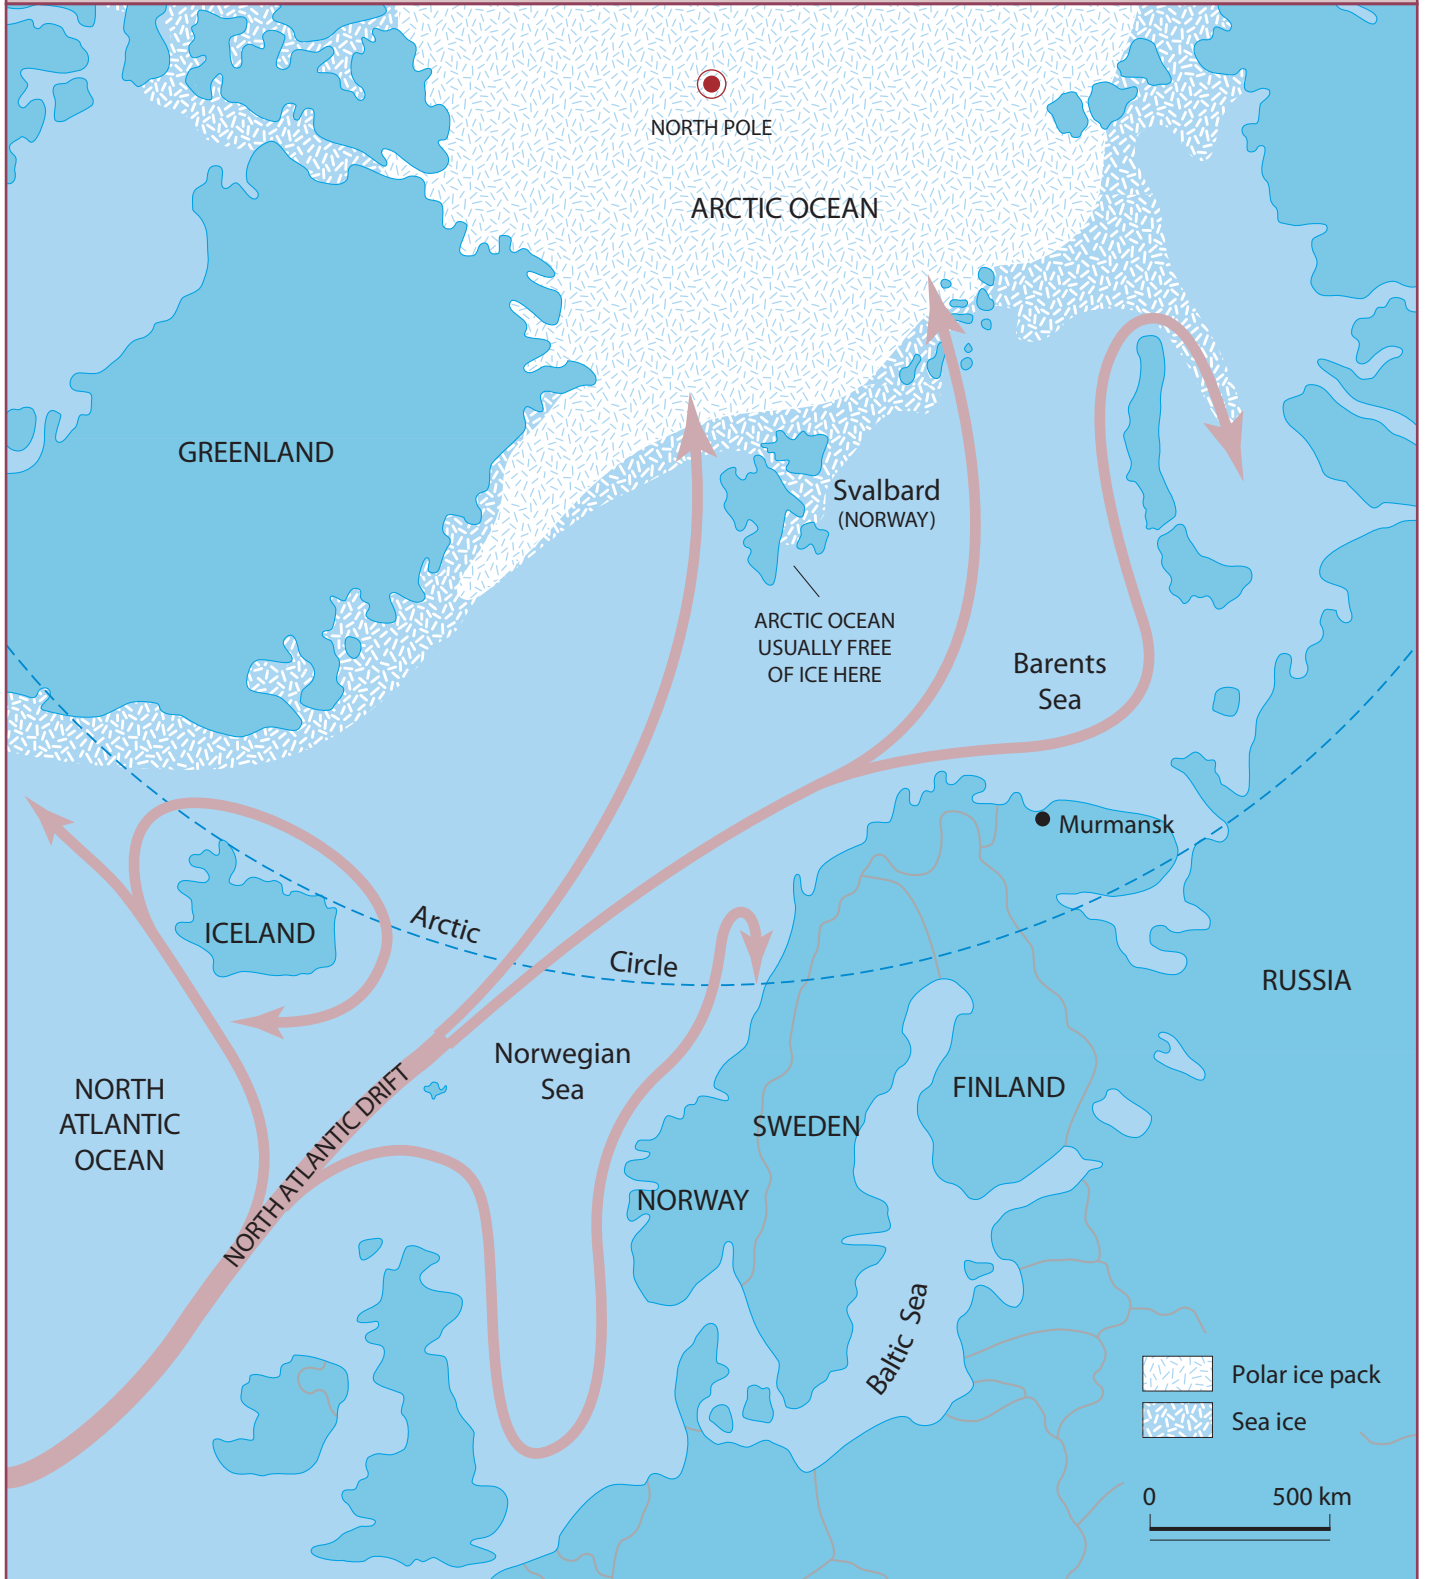 NORTH POLE
ARCTIC OCEAN
GREENLAND
Svalbard
(NORWAY)
ARCTIC OCEAN
USUALLY FREE
OF ICE HERE
Barents
Sea
Murmansk
ICELAND
Arctic
Circle
RUSSIA
Norwegian
Sea
NORTH
ATLANTIC
OCEAN
NORTH ATLANTIC DRIFT
FINLAND
SWEDEN
NORWAY
Baltic Sea
Polar ice pack
Sea ice
0 500 km